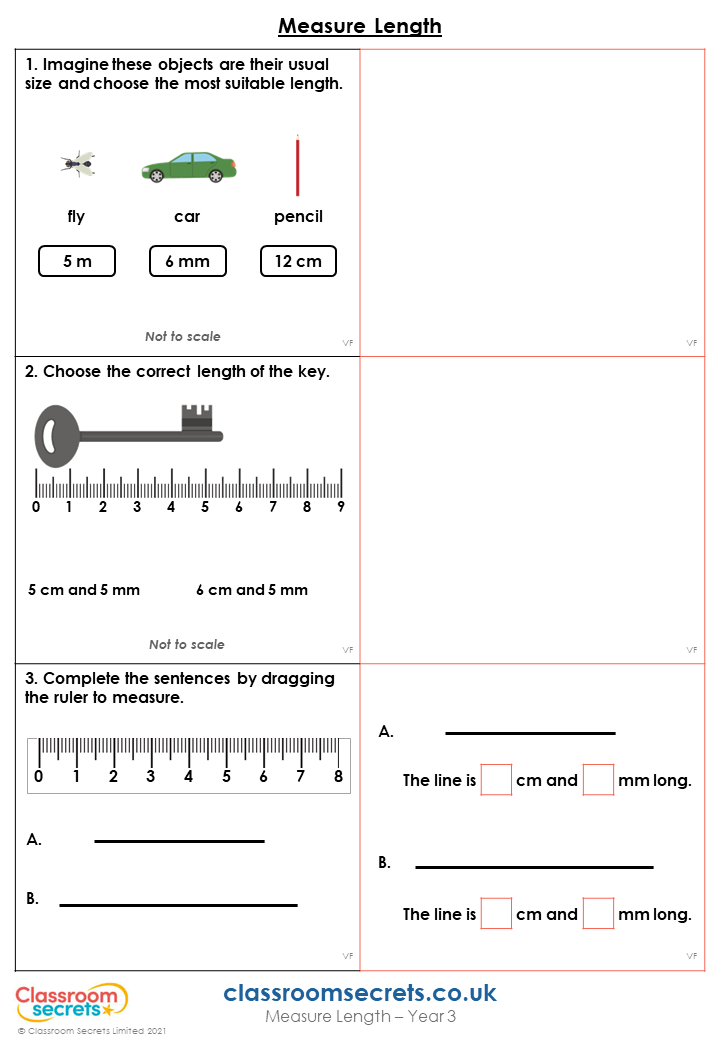 Measure Length
1. Imagine these objects are their usual
size and choose the most suitable length.
fly car pencil
5 m 6 mm 12 cm
Not to scale
VF
VF
2. Choose the correct length of the key.
0 1 2 3 4 5 6 7 8 9
5 cm and 5 mm 6 cm and 5 mm
Not to scale
VF
VF
3. Complete the sentences by dragging
the ruler to measure.
0 1 2 3 4 5 6 7 8
A.
B.
VF
A.
The line is cm and mm long.
B.
The line is cm and mm long.
VF
Classroom
secrets
© Classroom Secrets Limited 2021
classroomsecrets.co.uk
Measure Length – Year 3